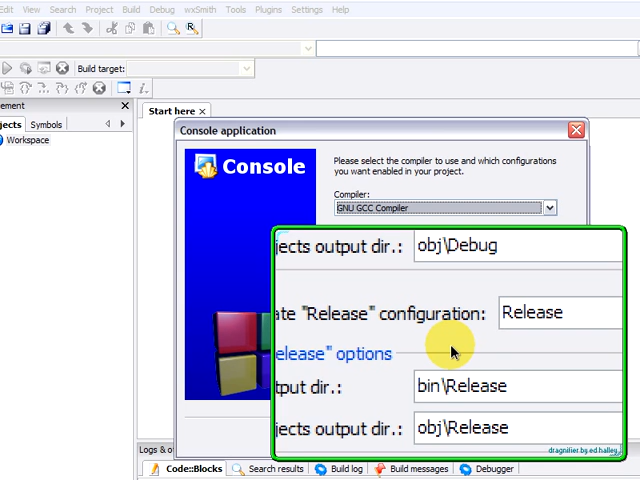 View Search Project Build Debug wxSmith Tools Plugins Settings Help
Build target:
Start here
Projects Symbols
Workspace
Console application
Console
Please select the compiler to use and which configurations
you want enabled in your project.
Compiler:
GNU GCC Compiler
jects output dir.: obj\Debug
ate "Release" configuration: Release
elease" options
tput dir.: bin\Release
jects output dir.: obj\Release
dragnifier by ed halley
Logs & o
Code::Blocks Search results Build log Build messages Debugger